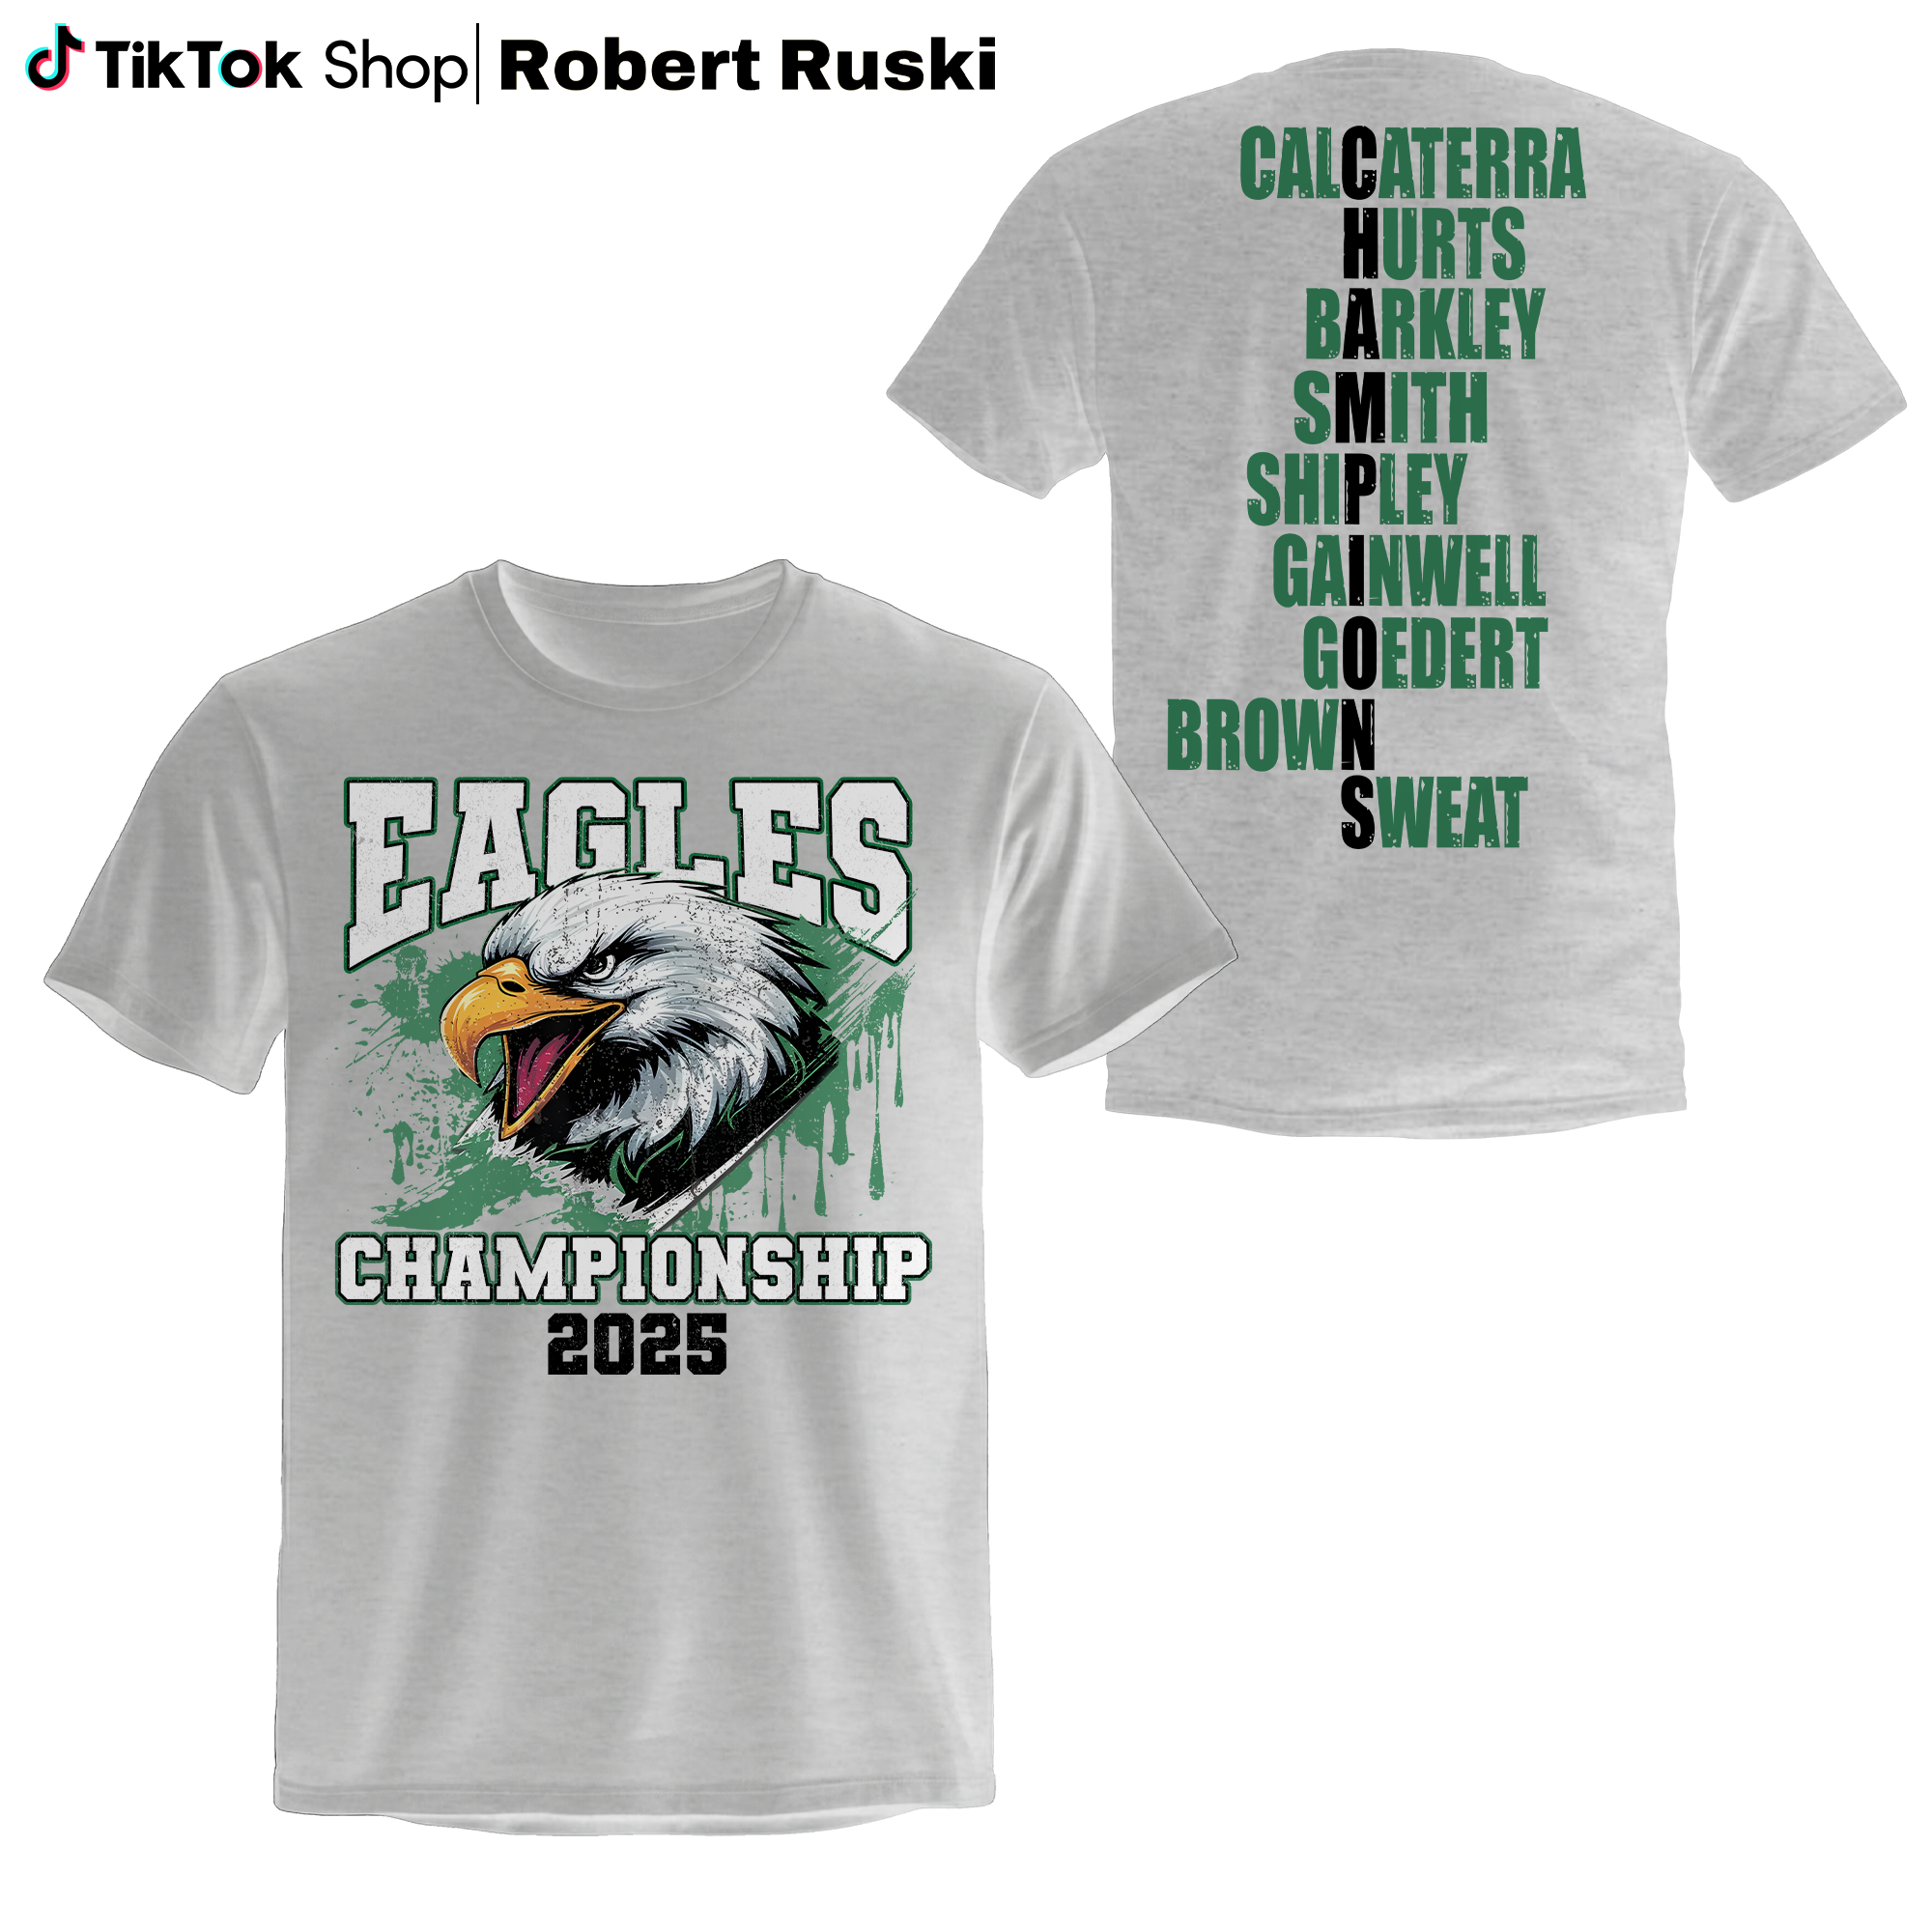 TikTok Shop | Robert Ruski
CALCATERRA
HURTS
BARKLEY
SMITH
SHIPLEY
GAINWELL
GOEDERT
BROWN
SWEAT
EAGLES
CHAMPIONSHIP
2025